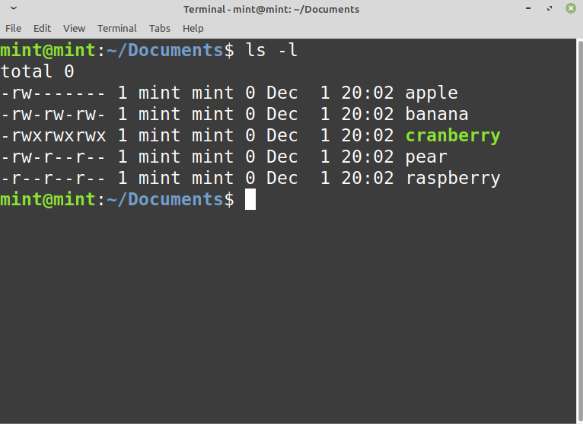 Terminal - mint@mint: ~/Documents
File Edit View Terminal Tabs Help
mint@mint:~/Documents$ ls -l
total 0
-rw------- 1 mint mint 0 Dec  1 20:02 apple
-rw-rw-rw- 1 mint mint 0 Dec  1 20:02 banana
-rwxrwxrwx 1 mint mint 0 Dec  1 20:02 cranberry
-rw-r--r-- 1 mint mint 0 Dec  1 20:02 pear
-r--r--r-- 1 mint mint 0 Dec  1 20:02 raspberry
mint@mint:~/Documents$